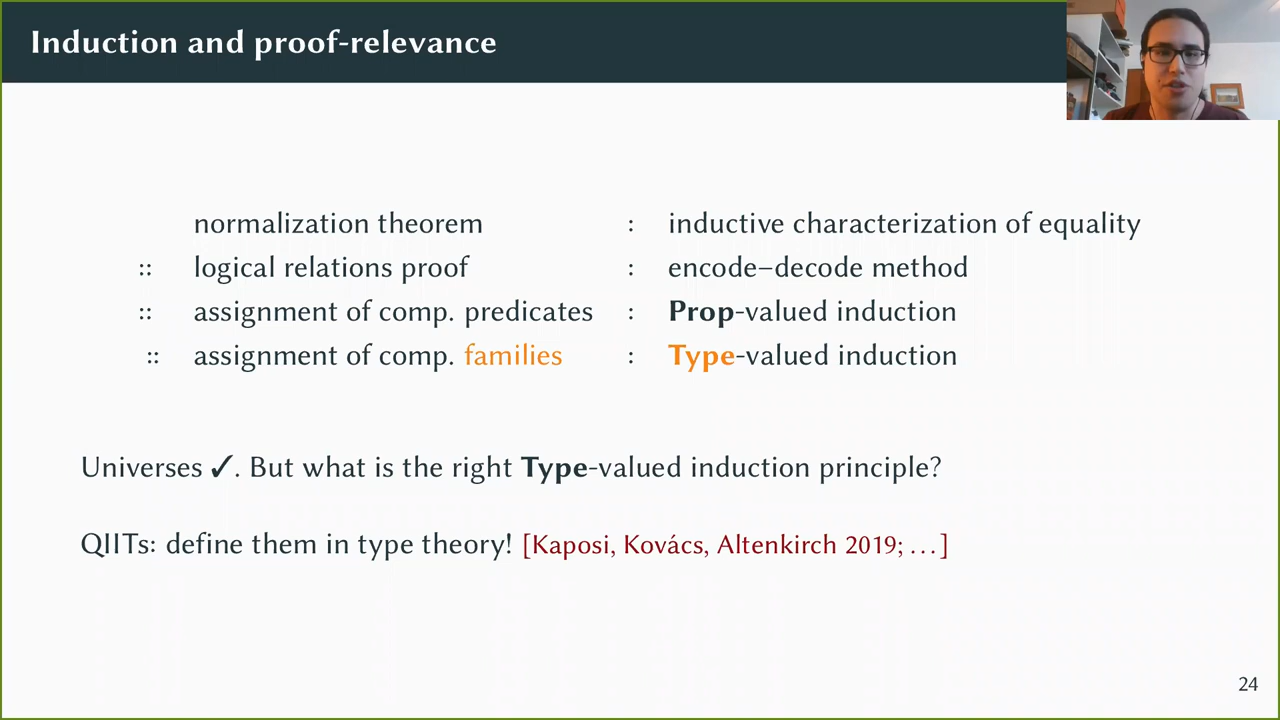 Induction and proof-relevance
normalization theorem : inductive characterization of equality
:: logical relations proof : encode–decode method
:: assignment of comp. predicates : Prop-valued induction
:: assignment of comp. families : Type-valued induction
Universes ✓. But what is the right Type-valued induction principle?
QIITs: define them in type theory! [Kaposi, Kovács, Altenkirch 2019; …]
24